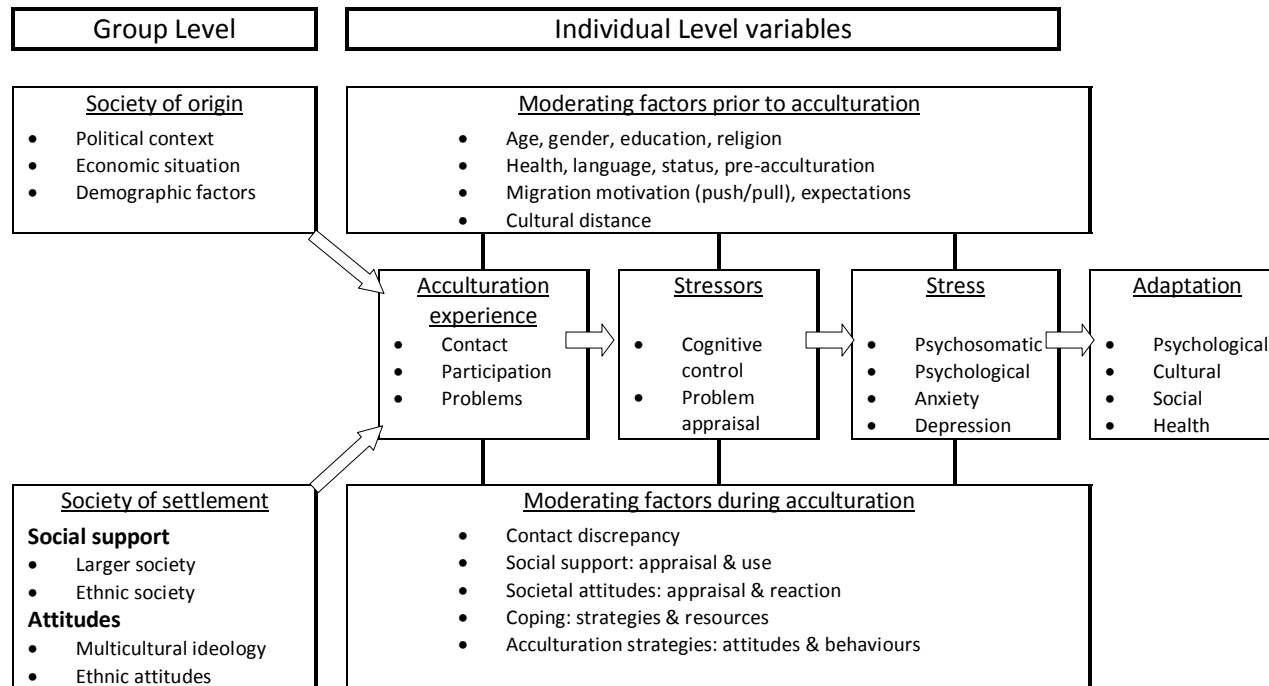 Group Level
Individual Level variables
Society of origin
• Political context
• Economic situation
• Demographic factors
Moderating factors prior to acculturation
• Age, gender, education, religion
• Health, language, status, pre-acculturation
• Migration motivation (push/pull), expectations
• Cultural distance
Acculturation
experience
• Contact
• Participation
• Problems
Stressors
• Cognitive
control
• Problem
appraisal
Stress
• Psychosomatic
• Psychological
• Anxiety
• Depression
Adaptation
• Psychological
• Cultural
• Social
• Health
Society of settlement
Social support
• Larger society
• Ethnic society
Attitudes
• Multicultural ideology
• Ethnic attitudes
Moderating factors during acculturation
• Contact discrepancy
• Social support: appraisal & use
• Societal attitudes: appraisal & reaction
• Coping: strategies & resources
• Acculturation strategies: attitudes & behaviours